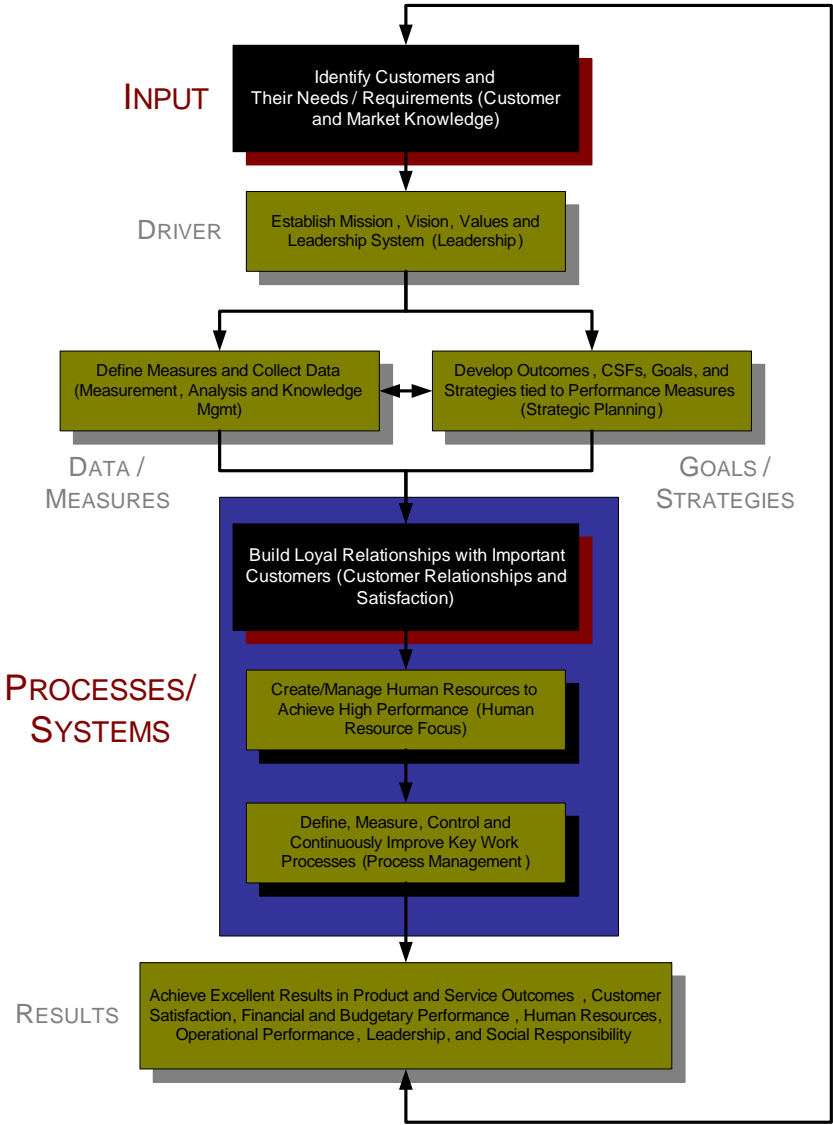 INPUT
Identify Customers and
Their Needs / Requirements (Customer
and Market Knowledge)
DRIVER
Establish Mission , Vision, Values and
Leadership System (Leadership)
Define Measures and Collect Data
(Measurement , Analysis and Knowledge
Mgmt)
Develop Outcomes , CSFs, Goals, and
Strategies tied to Performance Measures
(Strategic Planning )
DATA /
MEASURES
GOALS /
STRATEGIES
Build Loyal Relationships with Important
Customers (Customer Relationships and
Satisfaction)
PROCESSES/
SYSTEMS
Create/Manage Human Resources to
Achieve High Performance (Human
Resource Focus)
Define, Measure, Control and
Continuously Improve Key Work
Processes (Process Management )
RESULTS
Achieve Excellent Results in Product and Service Outcomes , Customer
Satisfaction, Financial and Budgetary Performance , Human Resources,
Operational Performance , Leadership, and Social Responsibility